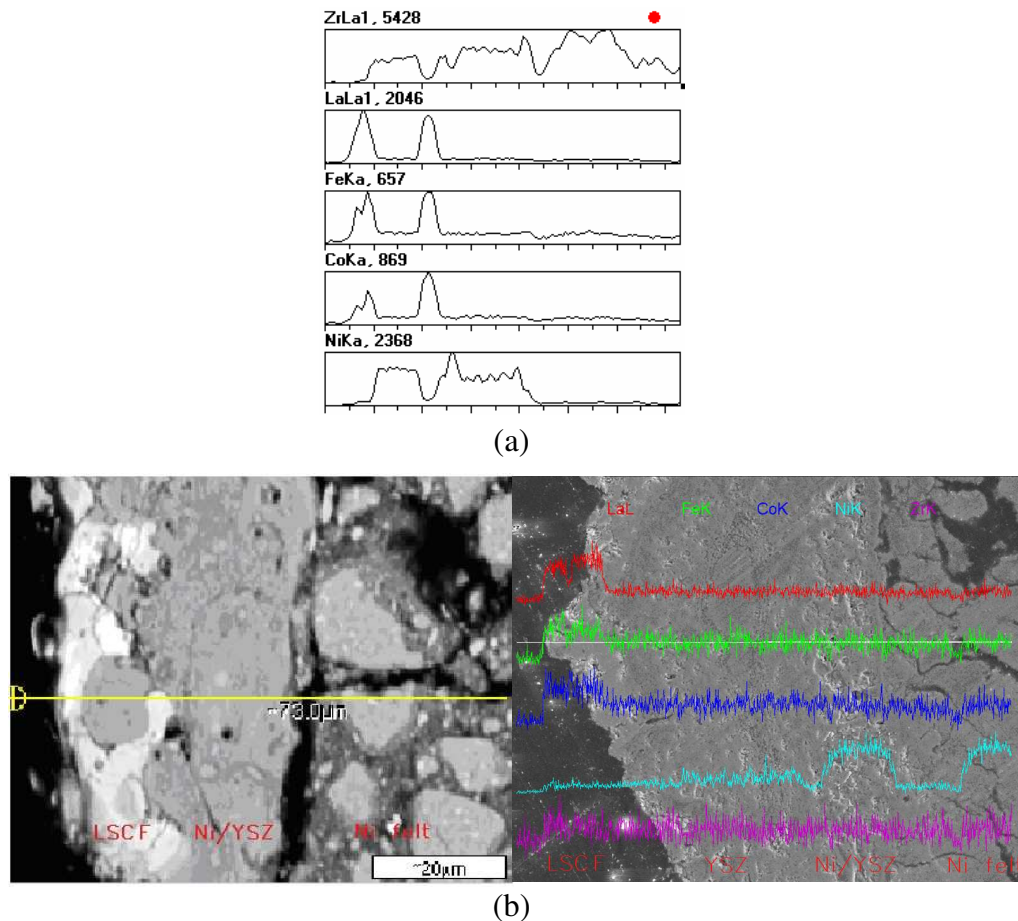 ZrLa1, 5428
LaLa1, 2046
FeKa, 657
CoKa, 869
NiKa, 2368
(a)
~73.0µm
LSCF Ni/YSZ Ni felt
~20µm
LaL FeK CoK NiK ZrK
LSCF YSZ Ni/YSZ Ni fel
(b)